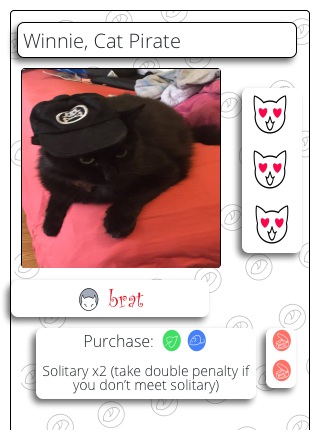 Winnie, Cat Pirate
brat
Purchase:
Solitary x2 (take double penalty if
you don't meet solitary)